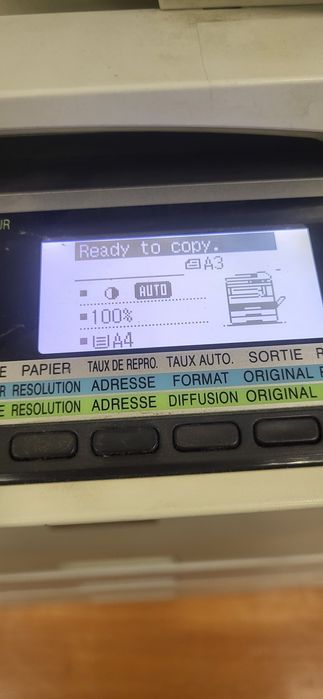 UR
Ready to copy.
A3
AUTO
100%
A4
E PAPIER TAUX DE REPRO. TAUX AUTO. SORTIE P
R RESOLUTION ADRESSE FORMAT ORIGINAL R
E RESOLUTION ADRESSE DIFFUSION ORIGINAL